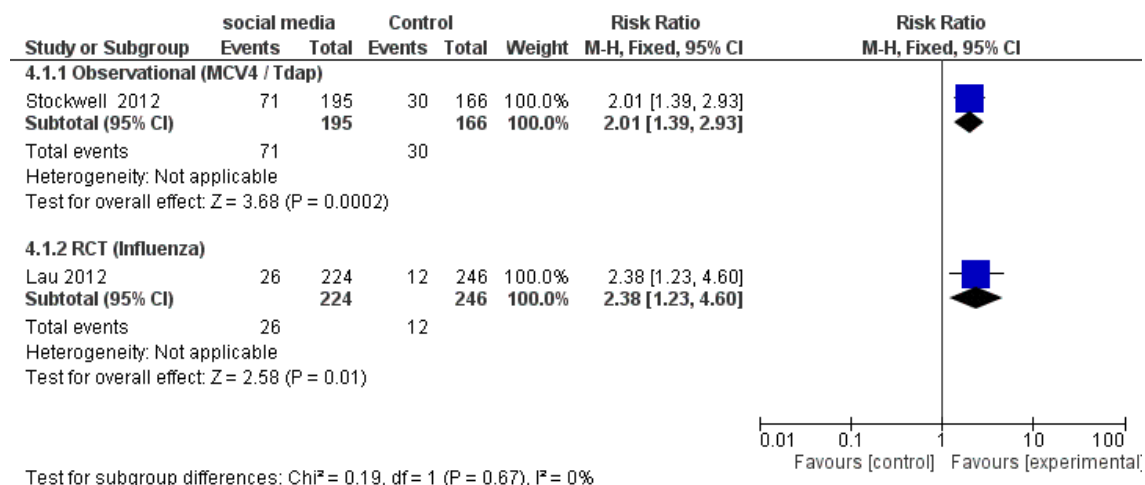 social media Control Risk Ratio Risk Ratio
Study or Subgroup Events Total Events Total Weight M-H, Fixed, 95% CI M-H, Fixed, 95% CI
4.1.1 Observational (MCV4 / Tdap)
Stockwell 2012 71 195 30 166 100.0% 2.01 [1.39, 2.93]
Subtotal (95% CI) 195 166 100.0% 2.01 [1.39, 2.93]
Total events 71 30
Heterogeneity: Not applicable
Test for overall effect: Z = 3.68 (P = 0.0002)
4.1.2 RCT (Influenza)
Lau 2012 26 224 12 246 100.0% 2.38 [1.23, 4.60]
Subtotal (95% CI) 224 246 100.0% 2.38 [1.23, 4.60]
Total events 26 12
Heterogeneity: Not applicable
Test for overall effect: Z = 2.58 (P = 0.01)
0.01 0.1 1 10 100
Favours [control] Favours [experimental]
Test for subgroup differences: Chi² = 0.19, df = 1 (P = 0.67), I² = 0%